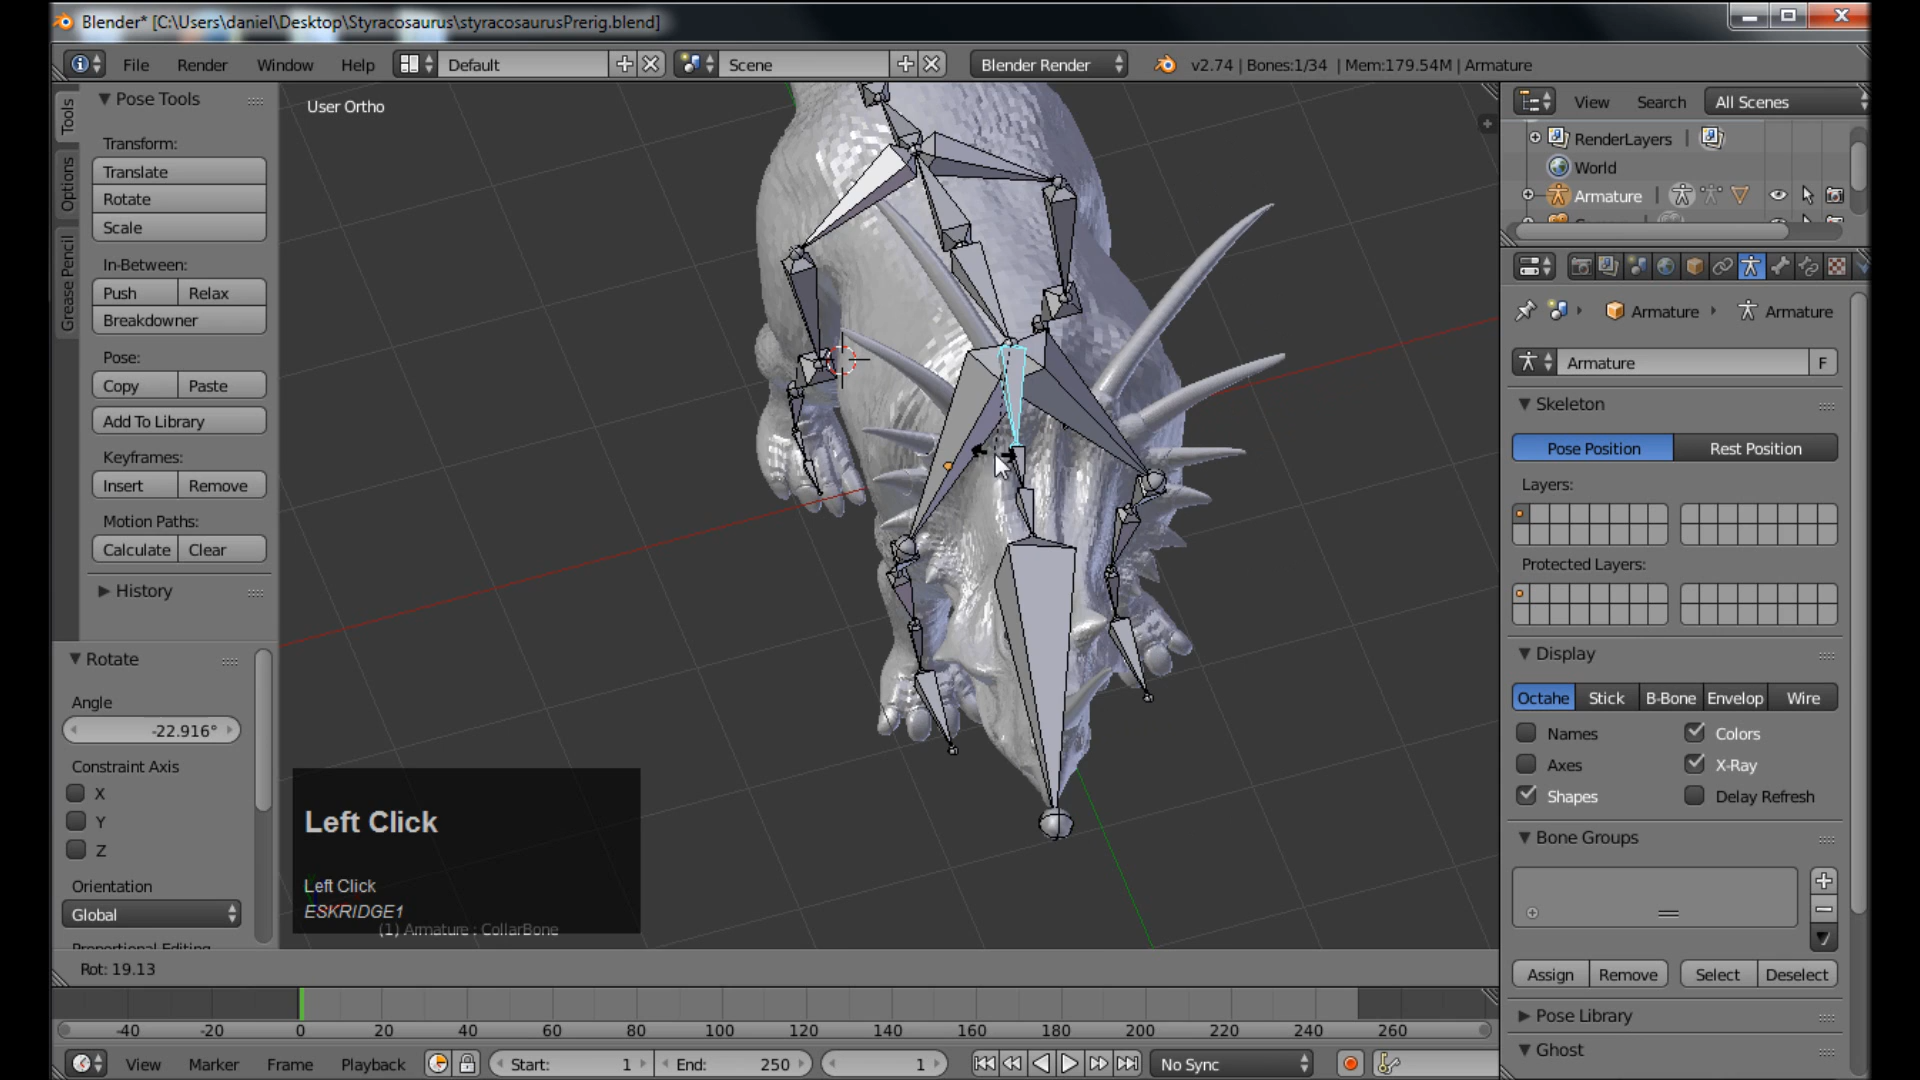 Blender* [C:\Users\daniel\Desktop\Styracosaurus\styracosaurusPrerig.blend]
File Render Window Help Default Scene Blender Render v2.74 | Bones:1/34 | Mem:179.54M | Armature
Tools
Options
Grease Pencil
Pose Tools
Transform:
Translate
Rotate
Scale
In-Between:
Push Relax
Breakdowner
Pose:
Copy Paste
Add To Library
Keyframes:
Insert Remove
Motion Paths:
Calculate Clear
History
Rotate
Angle
-22.916°
Constraint Axis
X
Y
Z
Orientation
Global
Proportional Editing
User Ortho
Left Click
Left Click
ESKRIDGE1
(1) Armature : CollarBone
Rot: 19.13
-40 -20 0 20 40 60 80 100 120 140 160 180 200 220 240 260
View Marker Frame Playback Start: 1 End: 250 1 No Sync
View Search All Scenes
RenderLayers |
World
Armature |
Armature Armature
Armature F
Skeleton
Pose Position Rest Position
Layers:
Protected Layers:
Display
Octahe Stick B-Bone Envelop Wire
Names Colors
Axes X-Ray
Shapes Delay Refresh
Bone Groups
Assign Remove Select Deselect
Pose Library
Ghost